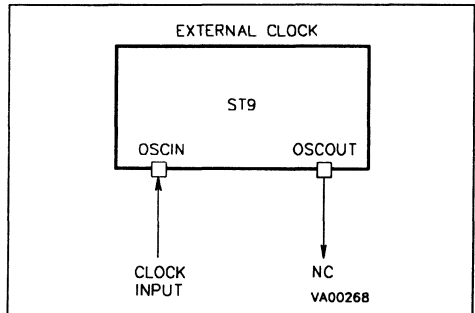 EXTERNAL CLOCK
ST9
OSCIN OSCOUT
CLOCK NC
INPUT VA00268